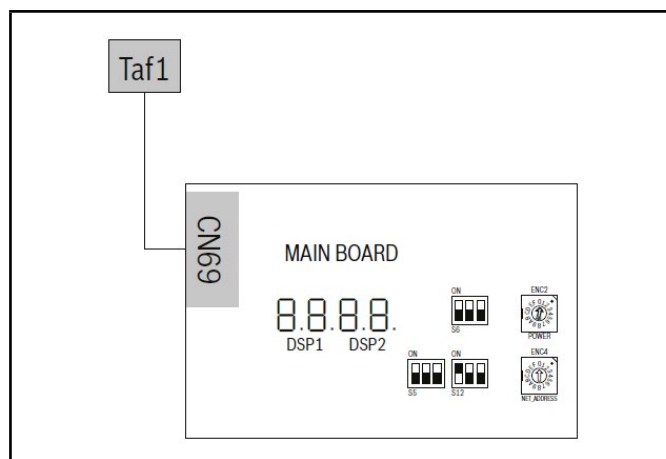 Taf1
CN69
MAIN BOARD
8.8.8.8.
DSP1 DSP2
ON
S6
ENC2
POWER
ON
S5
ON
S12
ENC4
NET_ADDRESS